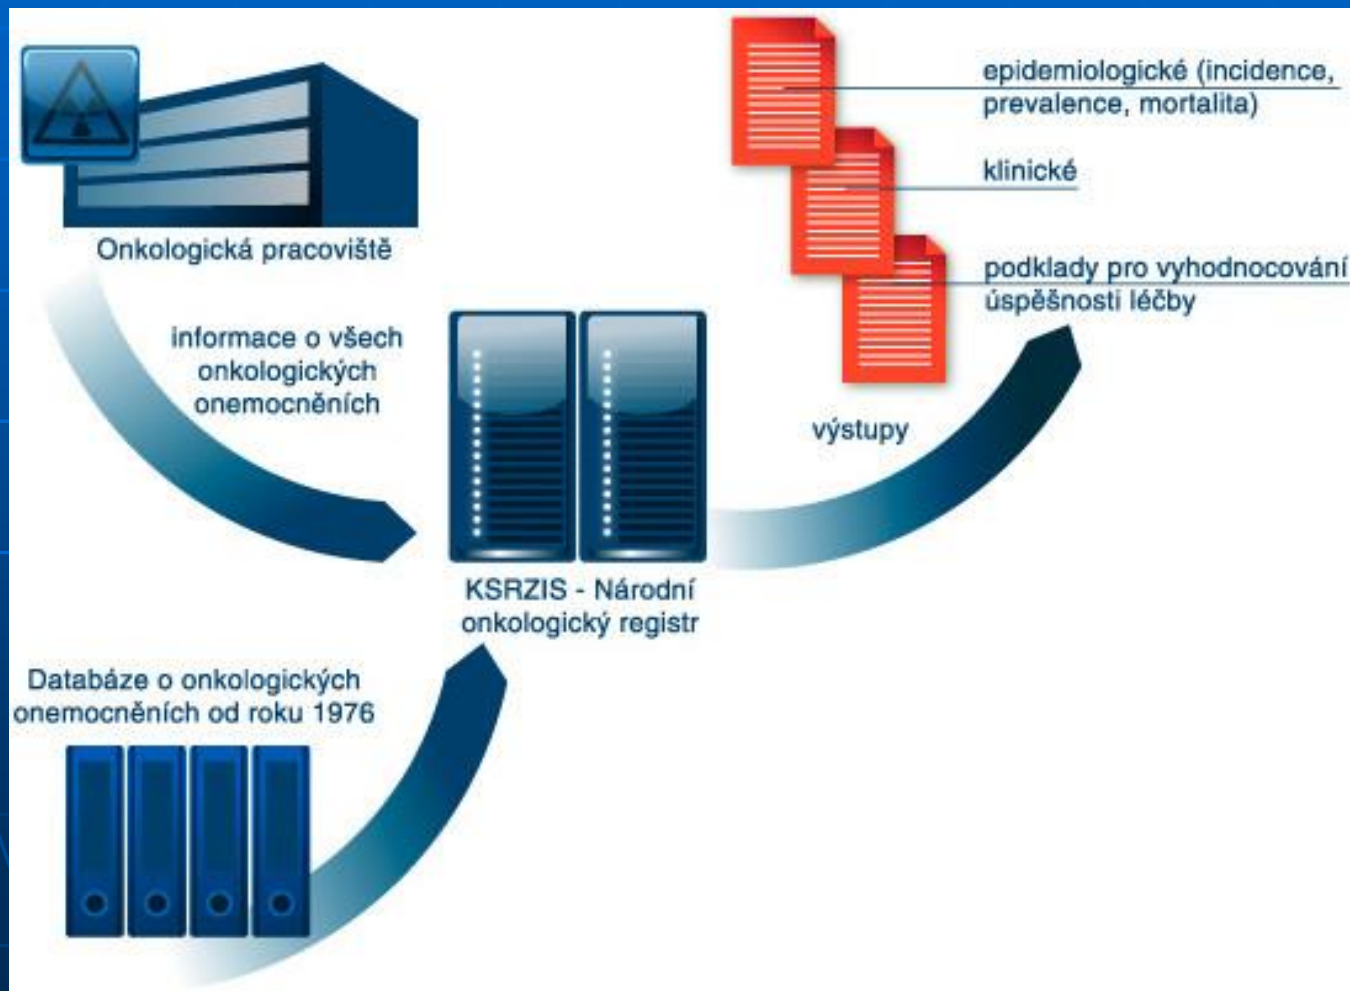 Onkologická pracoviště
informace o všech
onkologických
onemocněních
KSRZIS - Národní
onkologický registr
Databáze o onkologických
onemocněních od roku 1976
výstupy
epidemiologické (incidence,
prevalence, mortalita)
klinické
podklady pro vyhodnocování
úspěšnosti léčby